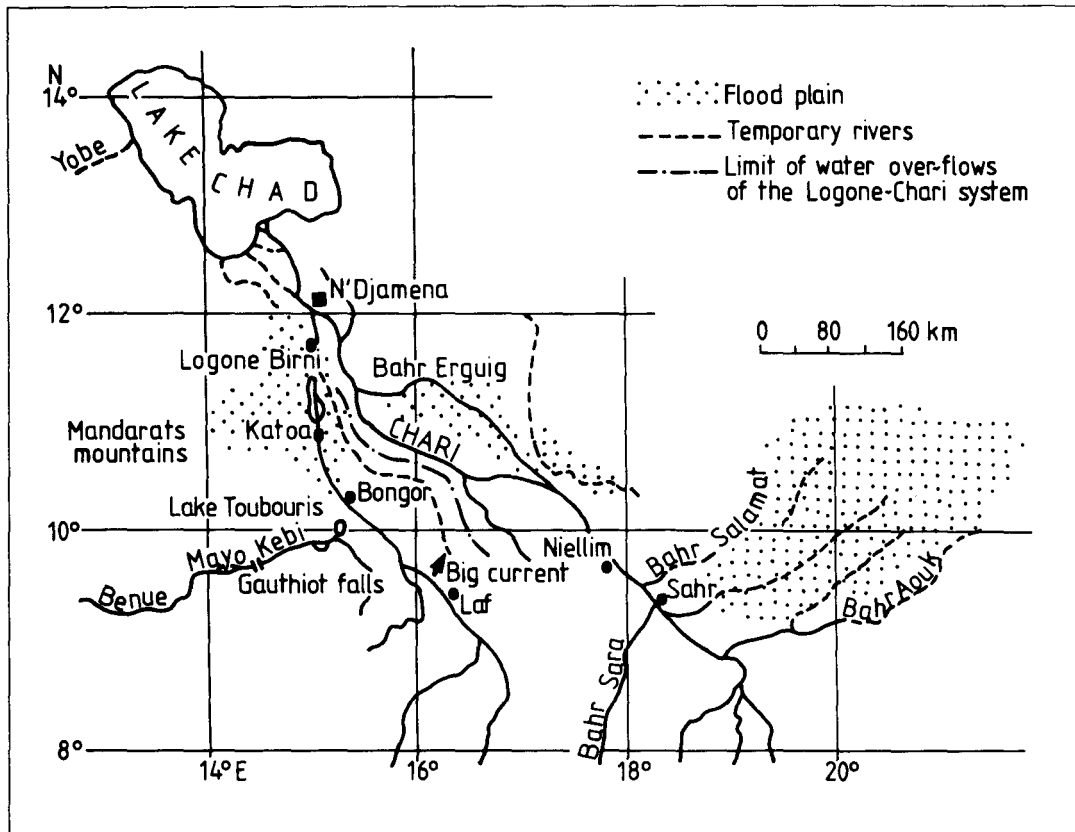 N
14°
LAKE CHAD
Yobe
Flood plain
Temporary rivers
Limit of water over-flows
of the Logone-Chari system
N'Djamena
12°
0 80 160 km
Logone Birni
Bahr Erguig
CHARI
Mandarats
mountains
Katoa
Bongor
Lake Toubouris
10°
Mayo Kebi
Gauthiot falls
Benue
Big current
Laf
Niellim
Bahr Salamat
Sahr
Bahr Aouk
Bahr Sara
8°
14°E 16° 18° 20°